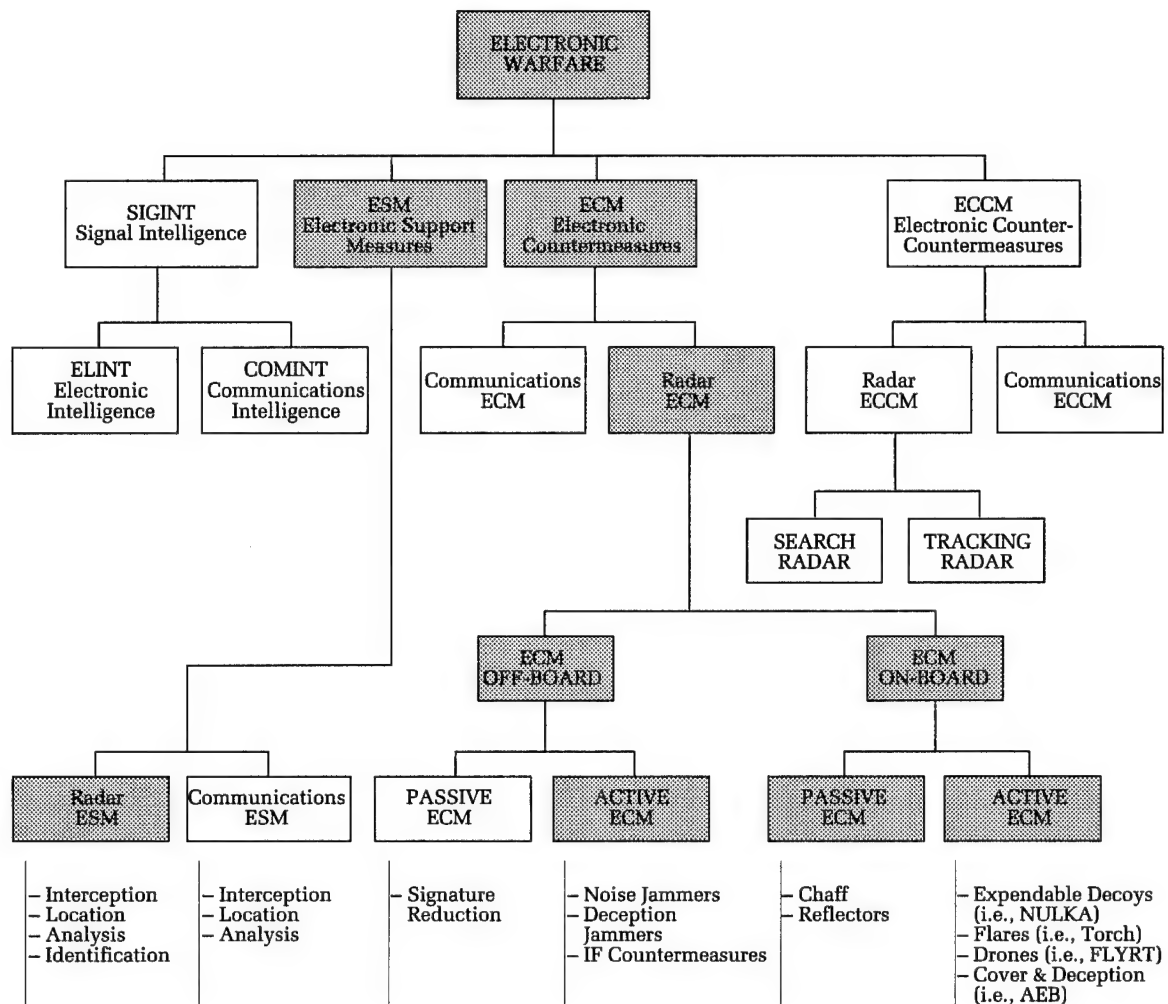 ELECTRONIC
WARFARE
SIGINT
Signal Intelligence
ESM
Electronic Support
Measures
ECM
Electronic
Countermeasures
ECCM
Electronic Counter-
Countermeasures
ELINT
Electronic
Intelligence
COMINT
Communications
Intelligence
Communications
ECM
Radar
ECM
Radar
ECCM
Communications
ECCM
SEARCH
RADAR
TRACKING
RADAR
ECM
OFF-BOARD
ECM
ON-BOARD
Radar
ESM
Communications
ESM
PASSIVE
ECM
ACTIVE
ECM
PASSIVE
ECM
ACTIVE
ECM
– Interception
– Location
– Analysis
– Identification
– Interception
– Location
– Analysis
– Signature
Reduction
– Noise Jammers
– Deception
Jammers
– IF Countermeasures
– Chaff
– Reflectors
– Expendable Decoys
(i.e., NULKA)
– Flares (i.e., Torch)
– Drones (i.e., FLYRT)
– Cover & Deception
(i.e., AEB)